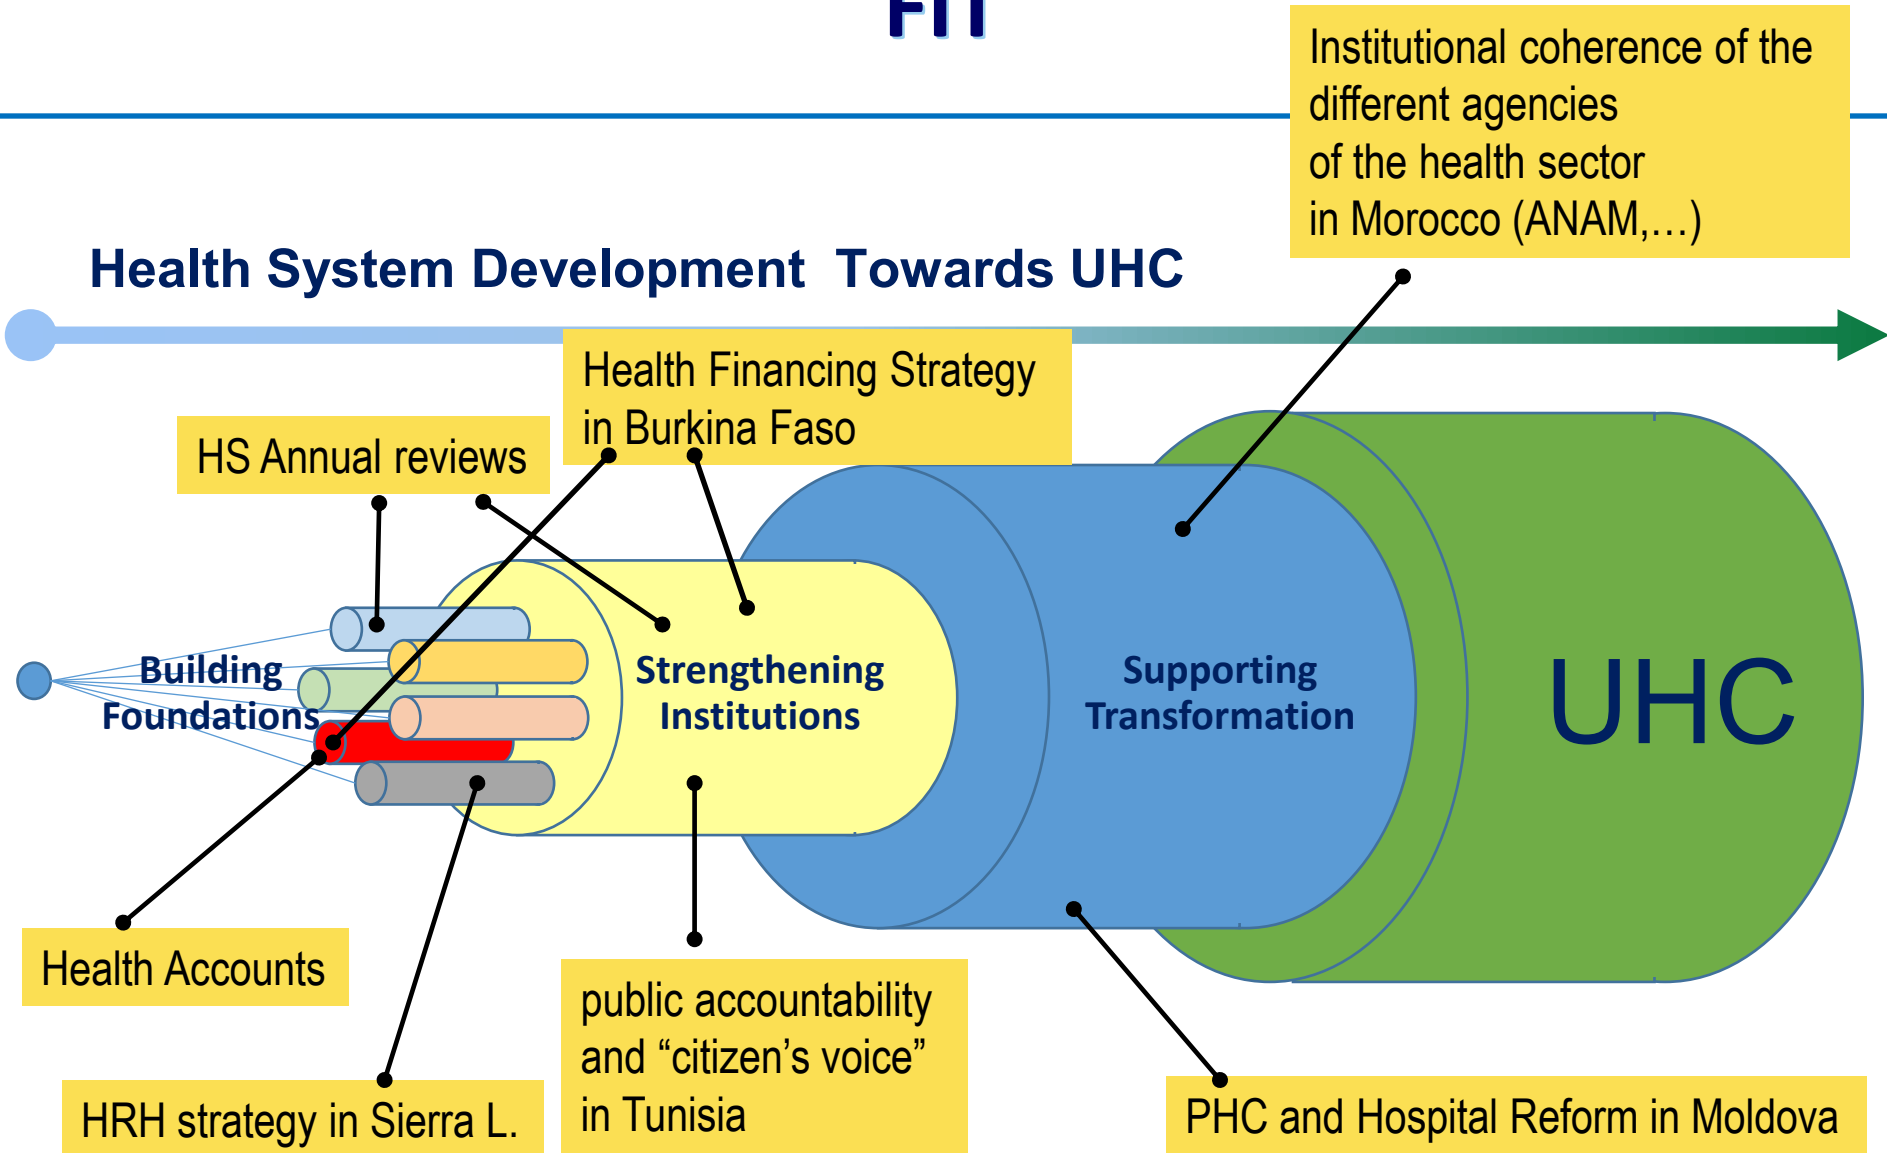 FIT
Institutional coherence of the
different agencies
of the health sector
in Morocco (ANAM,…)
Health System Development  Towards UHC
Health Financing Strategy
in Burkina Faso
HS Annual reviews
Building
Foundations
Strengthening
Institutions
Supporting
Transformation
UHC
Health Accounts
public accountability
and “citizen’s voice”
in Tunisia
HRH strategy in Sierra L.
PHC and Hospital Reform in Moldova